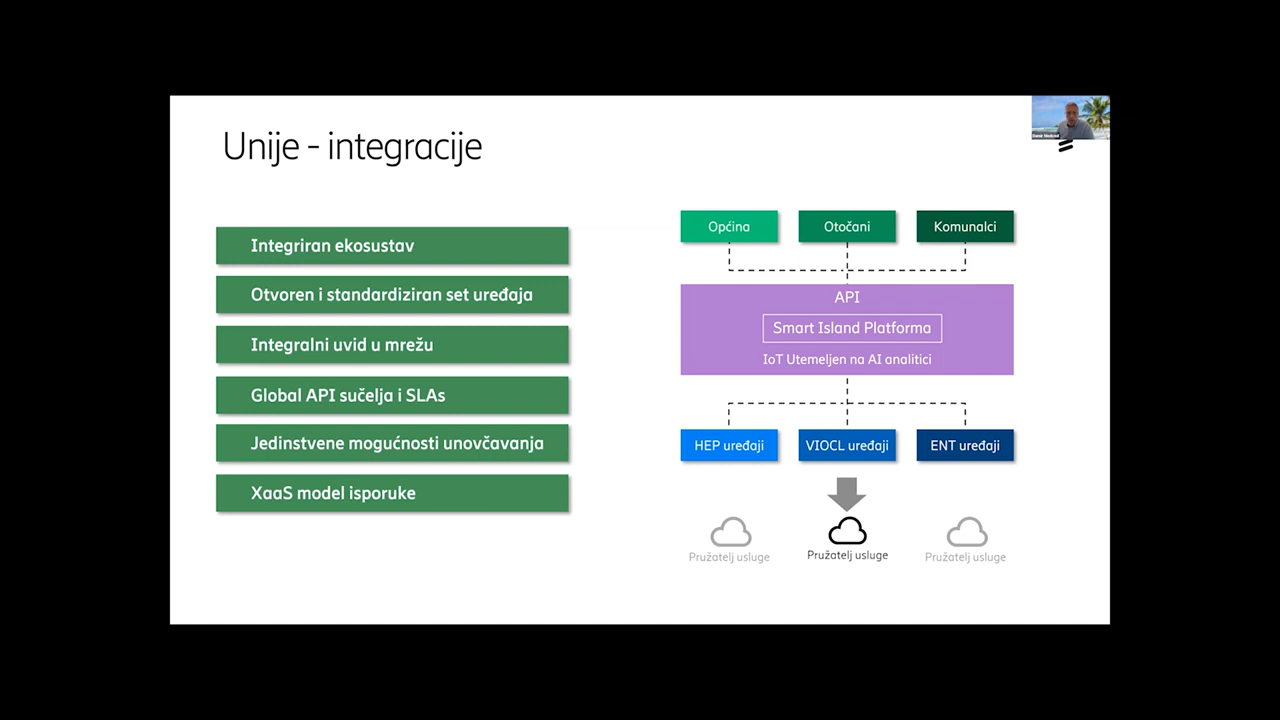 Unije - integracije
Integriran ekosustav
Otvoren i standardiziran set uređaja
Integralni uvid u mrežu
Global API sučelja i SLAs
Jedinstvene mogućnosti unovčavanja
XaaS model isporuke
Općina
Otočani
Komunalci
API
Smart Island Platforma
IoT Utemeljen na AI analitici
HEP uređaji
VIOCL uređaji
ENT uređaji
Pružatelj usluge
Pružatelj usluge
Pružatelj usluge